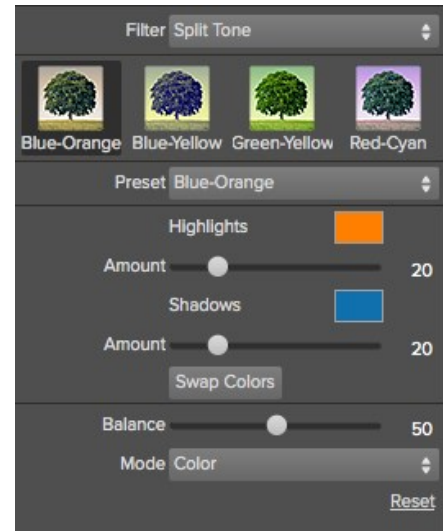 Filter Split Tone
Blue-Orange Blue-Yellow Green-Yellow Red-Cyan
Preset Blue-Orange
Highlights
Amount 20
Shadows
Amount 20
Swap Colors
Balance 50
Mode Color
Reset